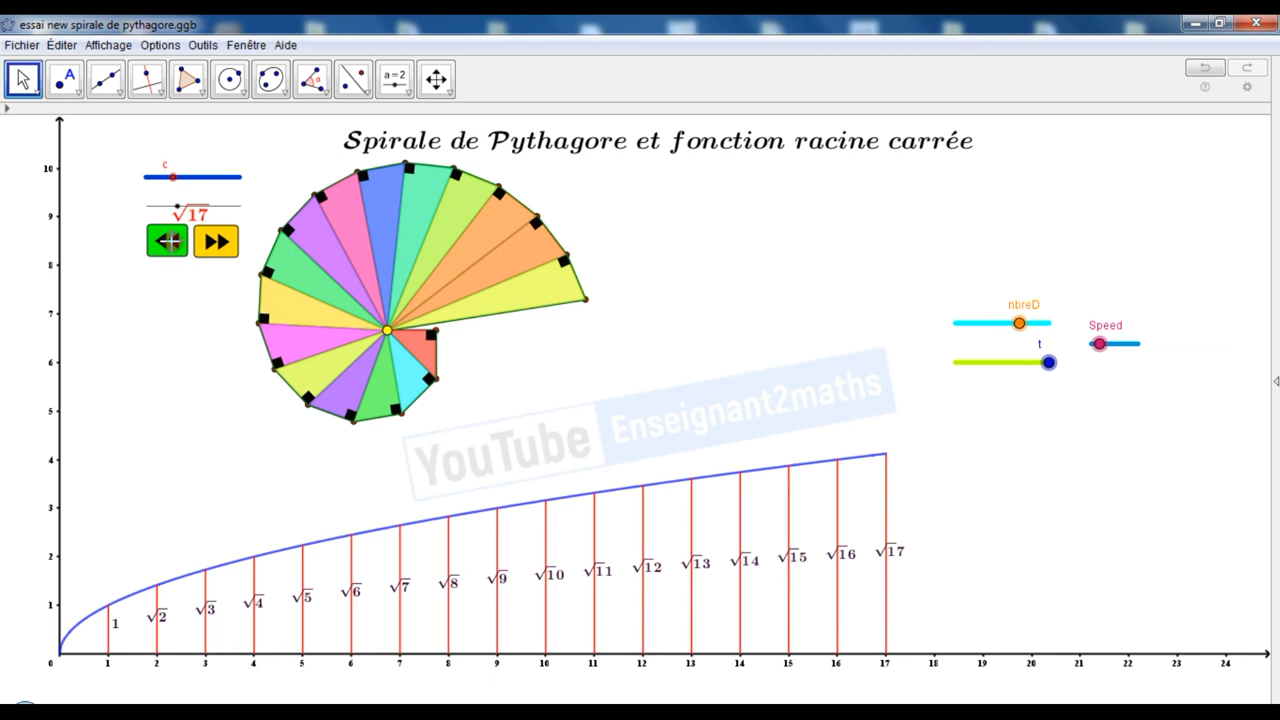 essai new spirale de pythagore.ggb
Fichier Éditer Affichage Options Outils Fenêtre Aide
A
α
a = 2
Spirale de Pythagore et fonction racine carrée
c
√17
nbreD
Speed
t
YouTube Enseignant2maths
10
9
8
7
6
5
4
3
2
1
1 √2 √3 √4 √5 √6 √7 √8 √9 √10 √11 √12 √13 √14 √15 √16 √17
0 1 2 3 4 5 6 7 8 9 10 11 12 13 14 15 16 17 18 19 20 21 22 23 24